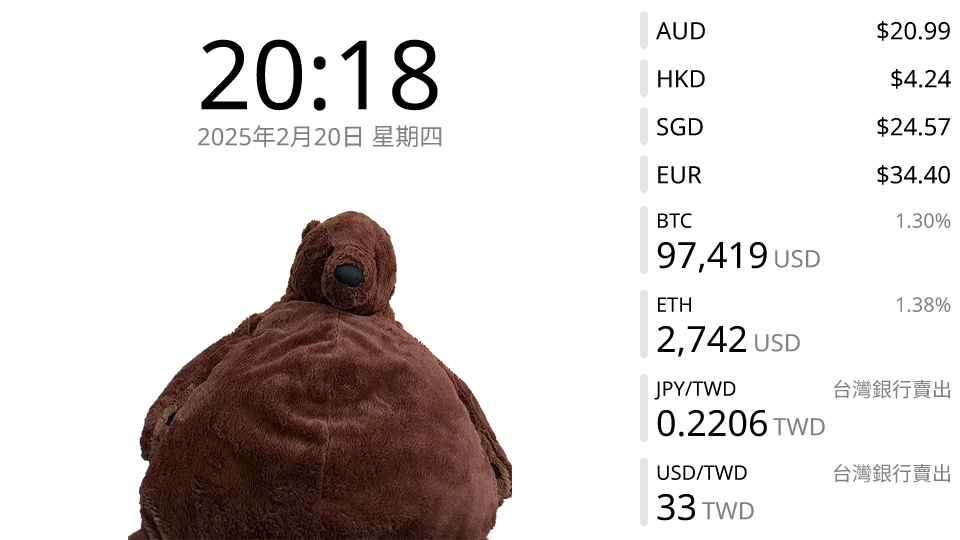 20:18
2025年2月20日 星期四
AUD $20.99
HKD $4.24
SGD $24.57
EUR $34.40
BTC 1.30%
97,419 USD
ETH 1.38%
2,742 USD
JPY/TWD 台灣銀行賣出
0.2206 TWD
USD/TWD 台灣銀行賣出
33 TWD